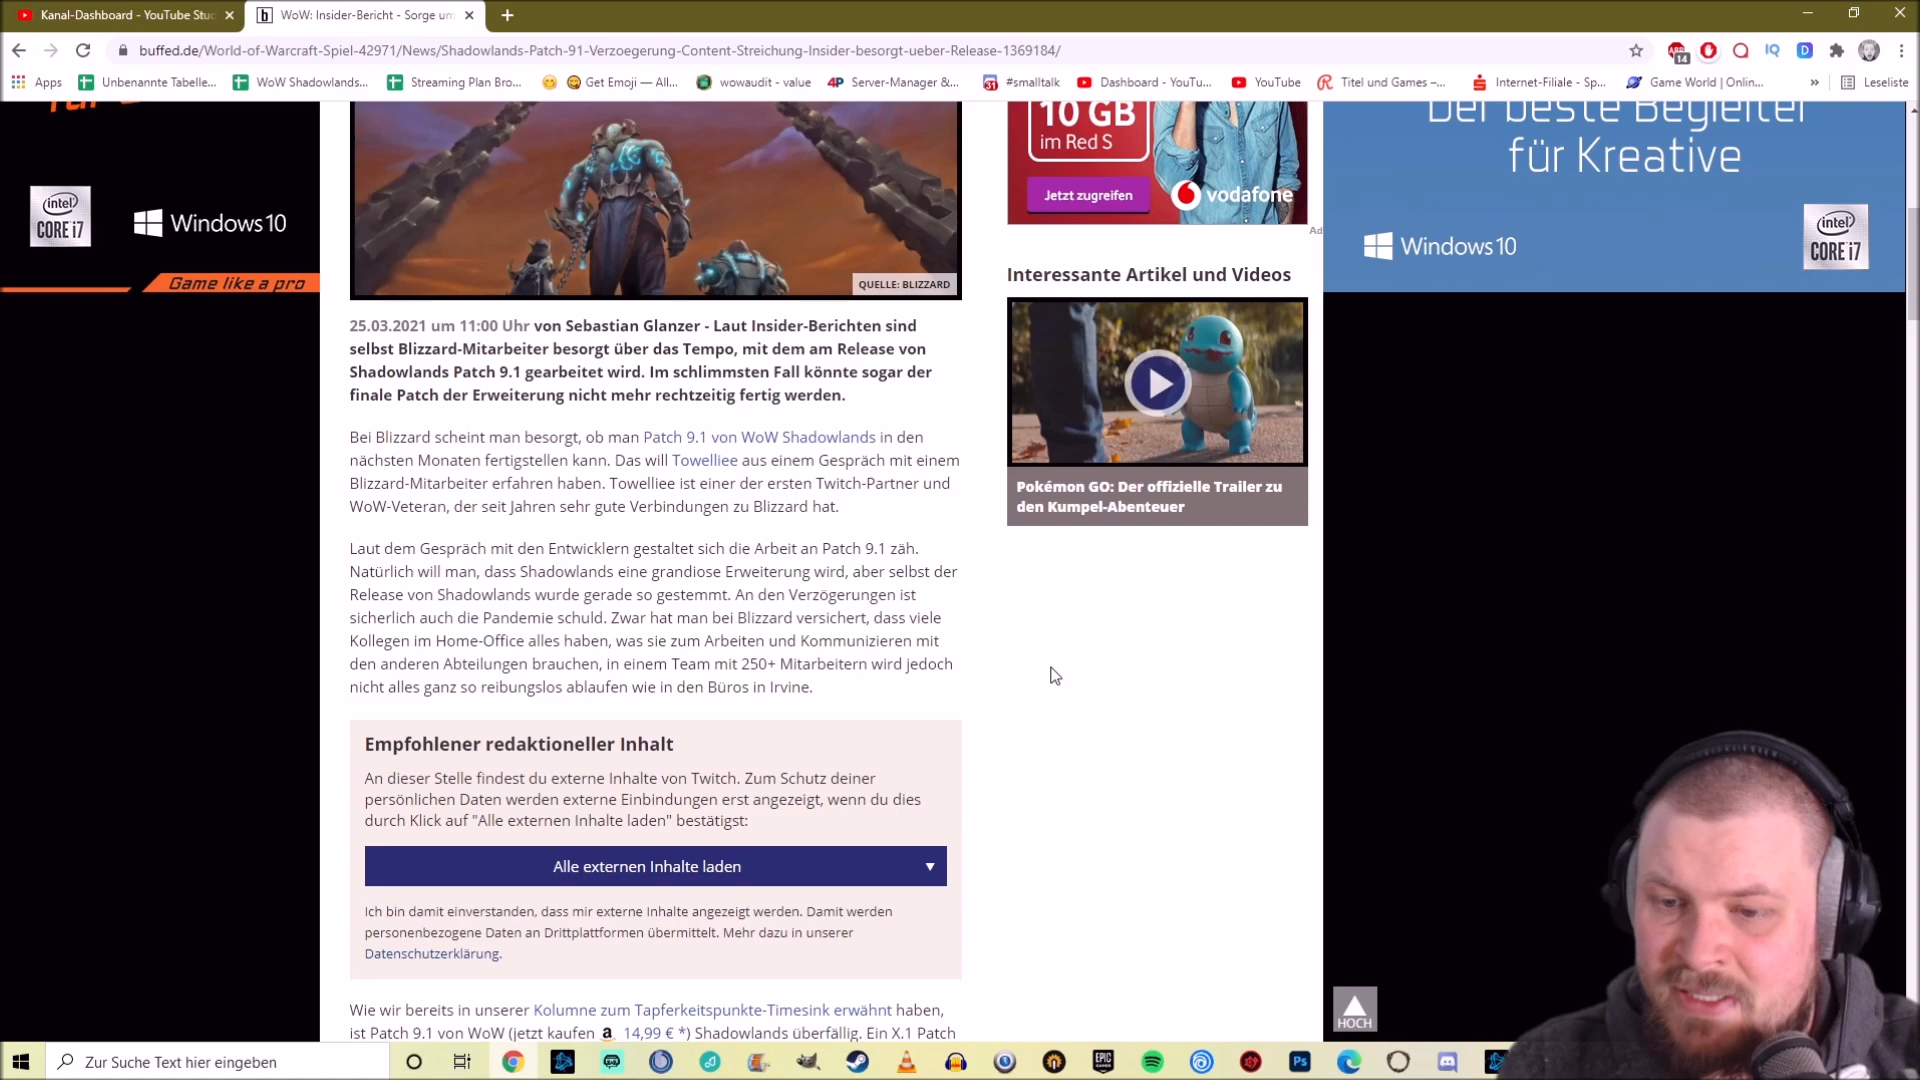 Kanal-Dashboard - YouTube Stu
WoW: Insider-Bericht - Sorge um
buffed.de/World-of-Warcraft-Spiel-42971/News/Shadowlands-Patch-91-Verzoegerung-Content-Streichung-Insider-besorgt-ueber-Release-1369184/
14
IQ
D
Apps
Unbenannte Tabelle...
WoW Shadowlands...
Streaming Plan Bro...
Get Emoji — All...
wowaudit - value
4P
Server-Manager &...
31
#smalltalk
Dashboard - YouTu...
YouTube
Titel und Games –...
Internet-Filiale - Sp...
Game World | Onlin...
»
Leseliste
intel
CORE i7
Windows 10
Game like a pro
QUELLE: BLIZZARD
10 GB
im Red S
Jetzt zugreifen
vodafone
Ad
Der beste Begleiter
für Kreative
Windows 10
intel
CORE i7
25.03.2021 um 11:00 Uhr von Sebastian Glanzer - Laut Insider-Berichten sind
selbst Blizzard-Mitarbeiter besorgt über das Tempo, mit dem am Release von
Shadowlands Patch 9.1 gearbeitet wird. Im schlimmsten Fall könnte sogar der
finale Patch der Erweiterung nicht mehr rechtzeitig fertig werden.
Bei Blizzard scheint man besorgt, ob man Patch 9.1 von WoW Shadowlands in den
nächsten Monaten fertigstellen kann. Das will Towelliee aus einem Gespräch mit einem
Blizzard-Mitarbeiter erfahren haben. Towelliee ist einer der ersten Twitch-Partner und
WoW-Veteran, der seit Jahren sehr gute Verbindungen zu Blizzard hat.
Laut dem Gespräch mit den Entwicklern gestaltet sich die Arbeit an Patch 9.1 zäh.
Natürlich will man, dass Shadowlands eine grandiose Erweiterung wird, aber selbst der
Release von Shadowlands wurde gerade so gestemmt. An den Verzögerungen ist
sicherlich auch die Pandemie schuld. Zwar hat man bei Blizzard versichert, dass viele
Kollegen im Home-Office alles haben, was sie zum Arbeiten und Kommunizieren mit
den anderen Abteilungen brauchen, in einem Team mit 250+ Mitarbeitern wird jedoch
nicht alles ganz so reibungslos ablaufen wie in den Büros in Irvine.
Interessante Artikel und Videos
Pokémon GO: Der offizielle Trailer zu
den Kumpel-Abenteuer
Empfohlener redaktioneller Inhalt
An dieser Stelle findest du externe Inhalte von Twitch. Zum Schutz deiner
persönlichen Daten werden externe Einbindungen erst angezeigt, wenn du dies
durch Klick auf "Alle externen Inhalte laden" bestätigst:
Alle externen Inhalte laden
Ich bin damit einverstanden, dass mir externe Inhalte angezeigt werden. Damit werden
personenbezogene Daten an Drittplattformen übermittelt. Mehr dazu in unserer
Datenschutzerklärung.
Wie wir bereits in unserer Kolumne zum Tapferkeitspunkte-Timesink erwähnt haben,
ist Patch 9.1 von WoW (jetzt kaufen a 14,99 € *) Shadowlands überfällig. Ein X.1 Patch
HOCH
Zur Suche Text hier eingeben
EPIC
GAMES
Ps